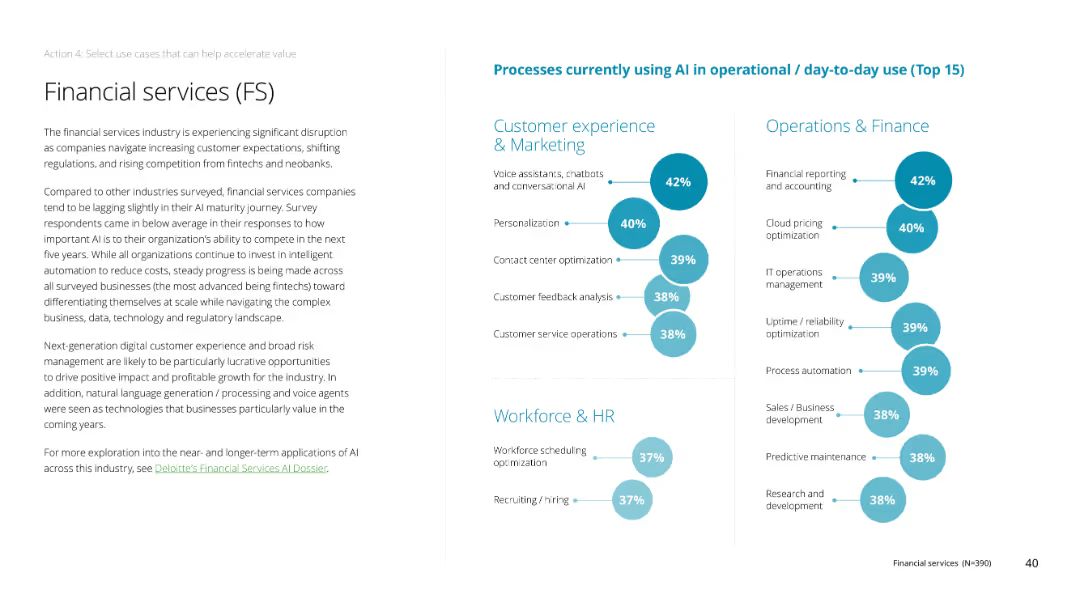 Action 4: Select use cases that can help accelerate value
Financial services (FS)
The financial services industry is experiencing significant disruption
as companies navigate increasing customer expectations, shifting
regulations, and rising competition from fintechs and neobanks.
Compared to other industries surveyed, financial services companies
tend to be lagging slightly in their AI maturity journey. Survey
respondents came in below average in their responses to how
important AI is to their organization's ability to compete in the next
five years. While all organizations continue to invest in intelligent
automation to reduce costs, steady progress is being made across
all surveyed businesses (the most advanced being fintechs) toward
differentiating themselves at scale while navigating the complex
business, data, technology and regulatory landscape.
Next-generation digital customer experience and broad risk
management are likely to be particularly lucrative opportunities
to drive positive impact and profitable growth for the industry. In
addition, natural language generation / processing and voice agents
were seen as technologies that businesses particularly value in the
coming years.
For more exploration into the near- and longer-term applications of AI
across this industry, see Deloitte's Financial Services AI Dossier.
Processes currently using AI in operational / day-to-day use (Top 15)
Customer experience
& Marketing
Voice assistants, chatbots
and conversational AI
42%
Personalization
40%
Contact center optimization
39%
Customer feedback analysis
38%
Customer service operations
38%
Workforce & HR
Workforce scheduling
optimization
37%
Recruiting / hiring
37%
Operations & Finance
Financial reporting
and accounting
42%
Cloud pricing
optimization
40%
IT operations
management
39%
Uptime / reliability
optimization
39%
Process automation
39%
Sales / Business
development
38%
Predictive maintenance
38%
Research and
development
38%
Financial services (N=390)
40